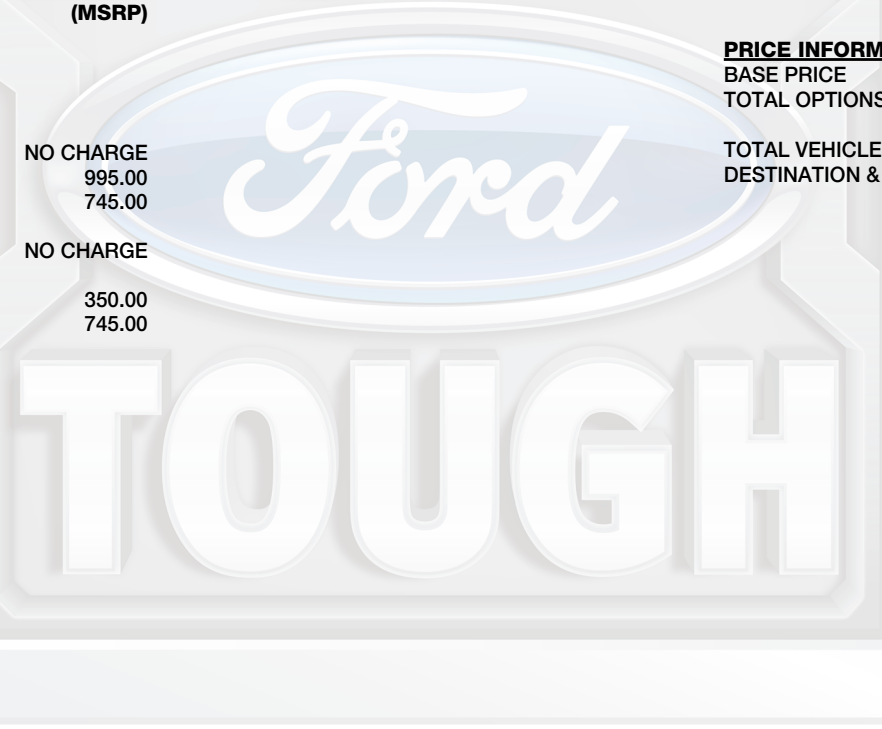 (MSRP)
NO CHARGE
995.00
745.00
NO CHARGE
350.00
745.00
PRICE INFORM
BASE PRICE
TOTAL OPTIONS
TOTAL VEHICLE
DESTINATION &
Ford
TOUGH